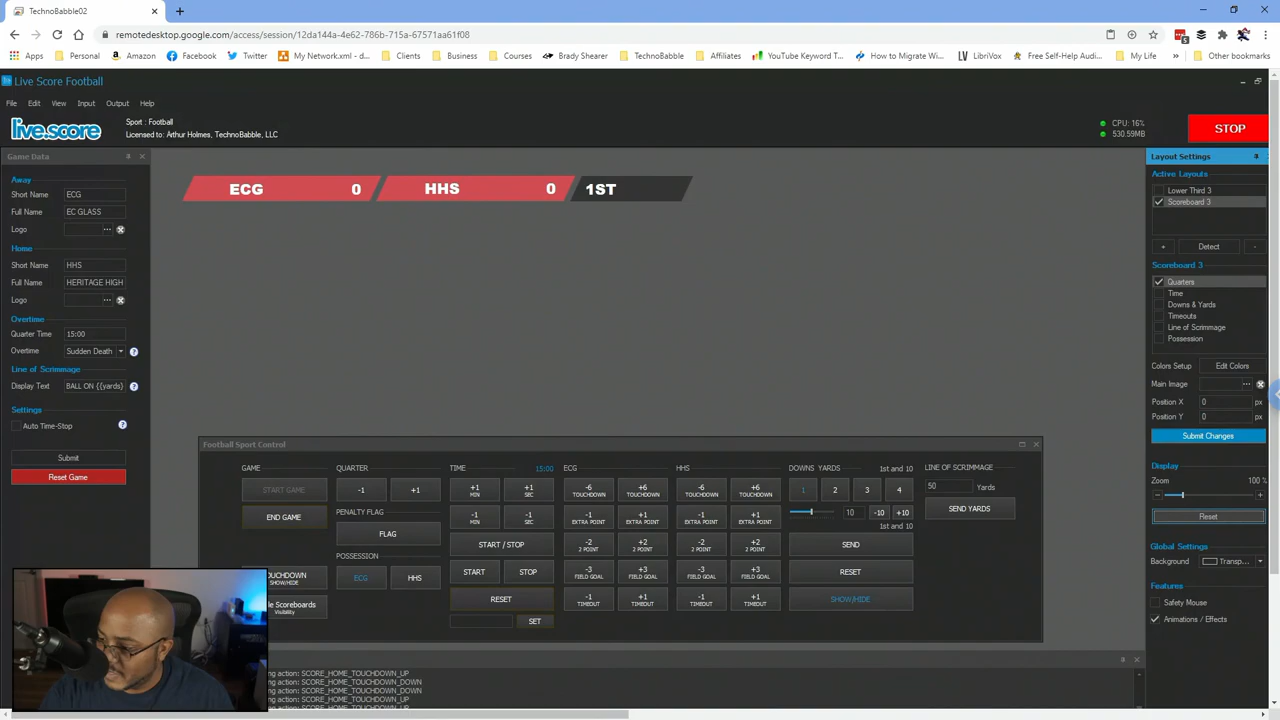 TechnoBabble02
remotedesktop.google.com/access/session/12da144a-4e62-786b-715a-67571aa61f08
Apps Personal Amazon Facebook Twitter My Network.xml - d... Clients Business Courses Brady Shearer TechnoBabble Affiliates YouTube Keyword T... How to Migrate Wi... LibriVox Free Self-Help Audi... My Life » Other bookmarks
Live Score Football
File Edit View Input Output Help
live.score
Sport : Football
Licensed to: Arthur Holmes, TechnoBabble, LLC
CPU: 16%
530.59MB
STOP
Game Data
Away
Short Name ECG
Full Name EC GLASS
Logo ...
Home
Short Name HHS
Full Name HERITAGE HIGH
Logo ...
Overtime
Quarter Time 15:00
Overtime Sudden Death ?
Line of Scrimmage
Display Text BALL ON {{yards} ?
Settings
Auto Time-Stop ?
Submit
Reset Game
ECG 0 HHS 0 1ST
Football Sport Control
GAME
START GAME
END GAME
TOUCHDOWN
SHOW/HIDE
le Scoreboards
Visibility
QUARTER
-1 +1
PENALTY FLAG
FLAG
POSSESSION
ECG HHS
TIME 15:00
+1 MIN +1 SEC
-1 MIN -1 SEC
START / STOP
START STOP
RESET
SET
ECG
-6 TOUCHDOWN +6 TOUCHDOWN
-1 EXTRA POINT +1 EXTRA POINT
-2 2 POINT +2 2 POINT
-3 FIELD GOAL +3 FIELD GOAL
-1 TIMEOUT +1 TIMEOUT
HHS
-6 TOUCHDOWN +6 TOUCHDOWN
-1 EXTRA POINT +1 EXTRA POINT
-2 2 POINT +2 2 POINT
-3 FIELD GOAL +3 FIELD GOAL
-1 TIMEOUT +1 TIMEOUT
DOWNS YARDS 1st and 10
1 2 3 4
10 -10 +10
1st and 10
SEND
RESET
SHOW/HIDE
LINE OF SCRIMMAGE
50 Yards
SEND YARDS
ng action: SCORE_HOME_TOUCHDOWN_UP
ng action: SCORE_HOME_TOUCHDOWN_DOWN
ng action: SCORE_HOME_TOUCHDOWN_DOWN
ng action: SCORE_HOME_TOUCHDOWN_UP
Layout Settings
Active Layouts
Lower Third 3
Scoreboard 3
+ Detect -
Scoreboard 3
Quarters
Time
Downs & Yards
Timeouts
Line of Scrimmage
Possession
Colors Setup Edit Colors
Main Image ...
Position X 0 px
Position Y 0 px
Submit Changes
Display
Zoom 100 %
Reset
Global Settings
Background Transp...
Features
Safety Mouse
Animations / Effects